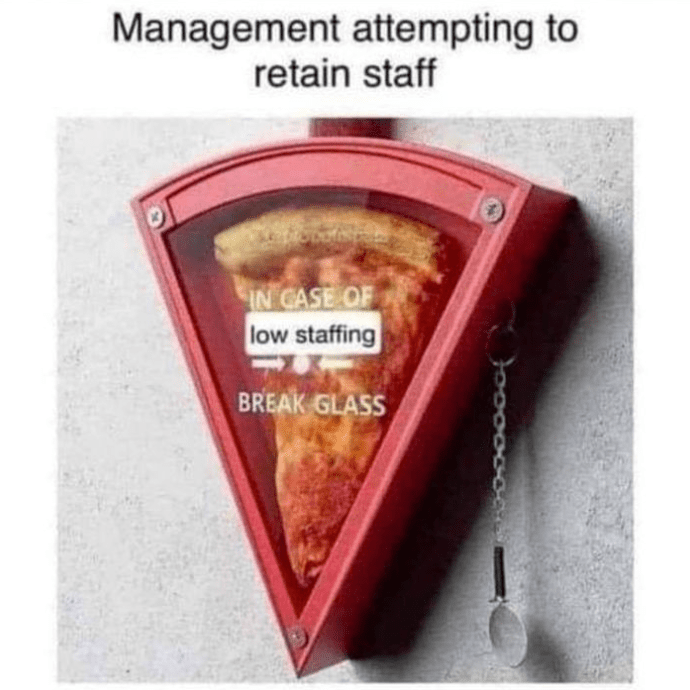 Management attempting to
retain staff
IN CASE OF
low staffing
BREAK GLASS